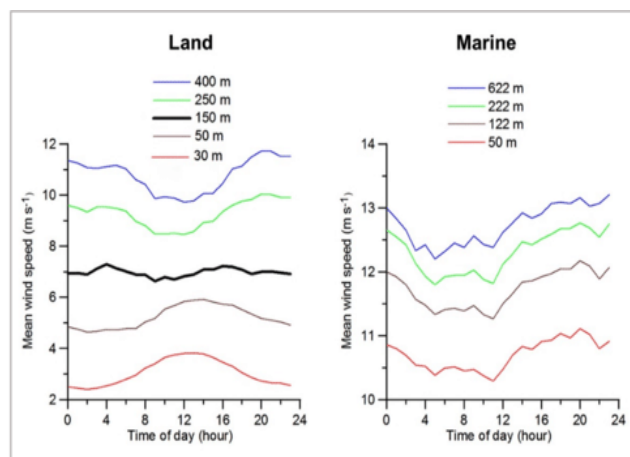 Land
400 m
250 m
150 m
50 m
30 m
12
10
8
6
4
2
Mean wind speed (m s-1)
0 4 8 12 16 20 24
Time of day (hour)
Marine
622 m
222 m
122 m
50 m
14
13
12
11
10
Mean wind speed (m s-1)
0 4 8 12 16 20 24
Time of day (hour)